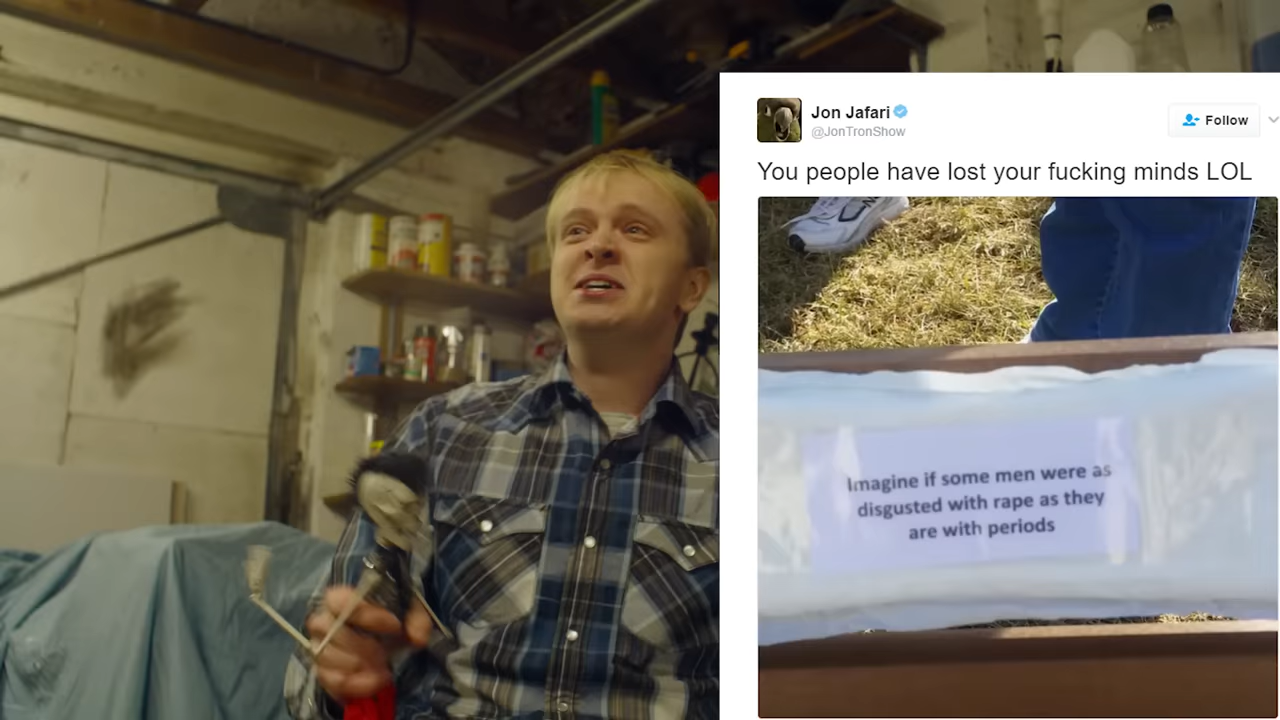 Jon Jafari
@JonTronShow
Follow
You people have lost your fucking minds LOL
Imagine if some men were as
disgusted with rape as they
are with periods